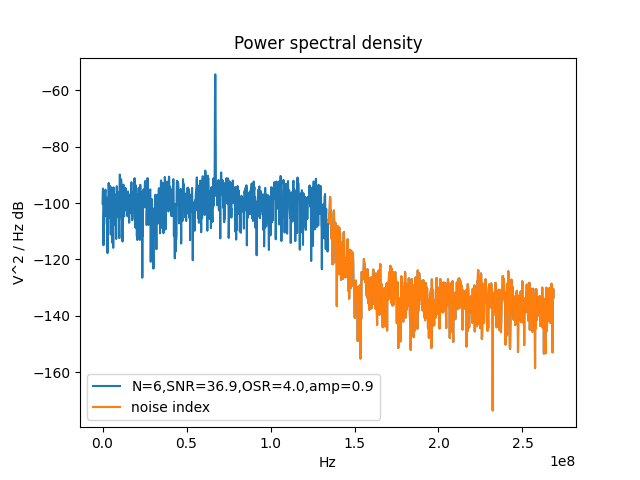 Power spectral density
V^2 / Hz dB
−60
−80
−100
−120
−140
−160
N=6,SNR=36.9,OSR=4.0,amp=0.9
noise index
0.0
0.5
1.0
1.5
2.0
2.5
1e8
Hz